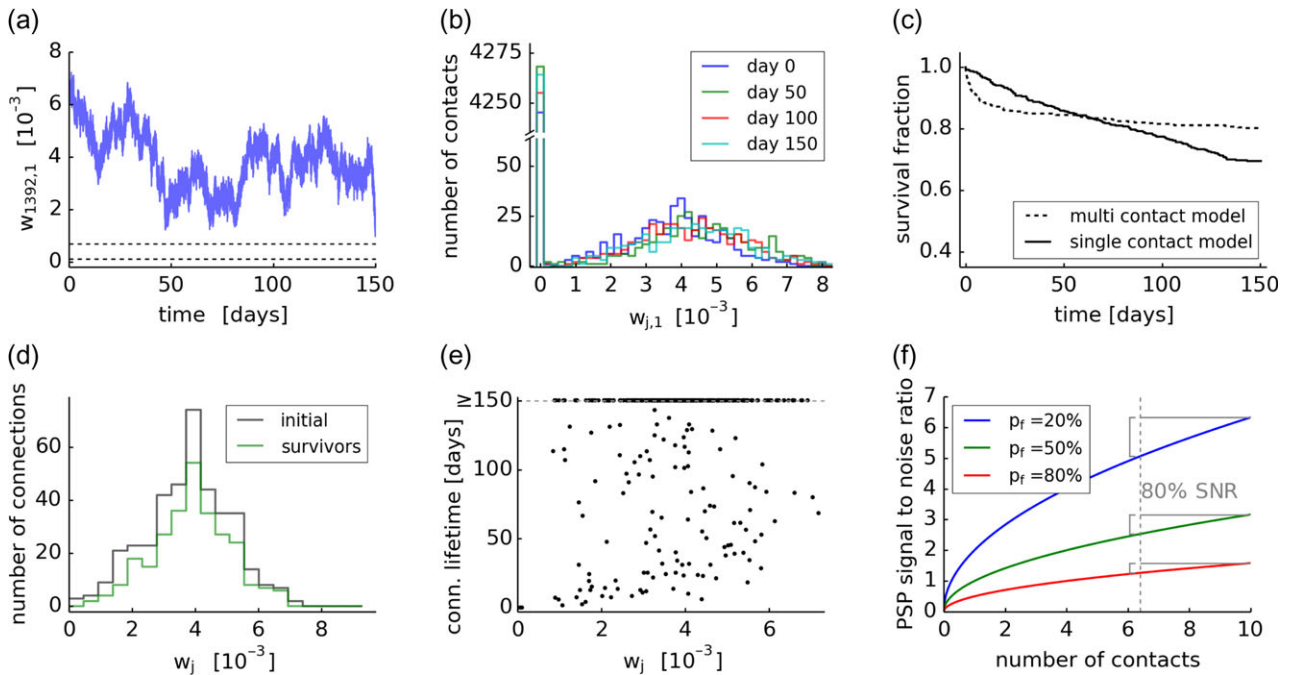 (a)
8
6
4
2
0
w1392,1 [10⁻³]
0
50
100
150
time [days]
(b)
4275
4250
50
25
0
number of contacts
day 0
day 50
day 100
day 150
0
1
2
3
4
5
6
7
8
wj,1 [10⁻³]
(c)
1.0
0.8
0.6
0.4
survival fraction
multi contact model
single contact model
0
50
100
150
time [days]
(d)
60
40
20
0
number of connections
initial
survivors
0
4
8
wj [10⁻³]
(e)
≥150
100
50
0
conn. lifetime [days]
0
2
4
6
wj [10⁻³]
(f)
7
6
5
4
3
2
1
0
PSP signal to noise ratio
pf =20%
pf =50%
pf =80%
80% SNR
0
2
4
6
8
10
number of contacts